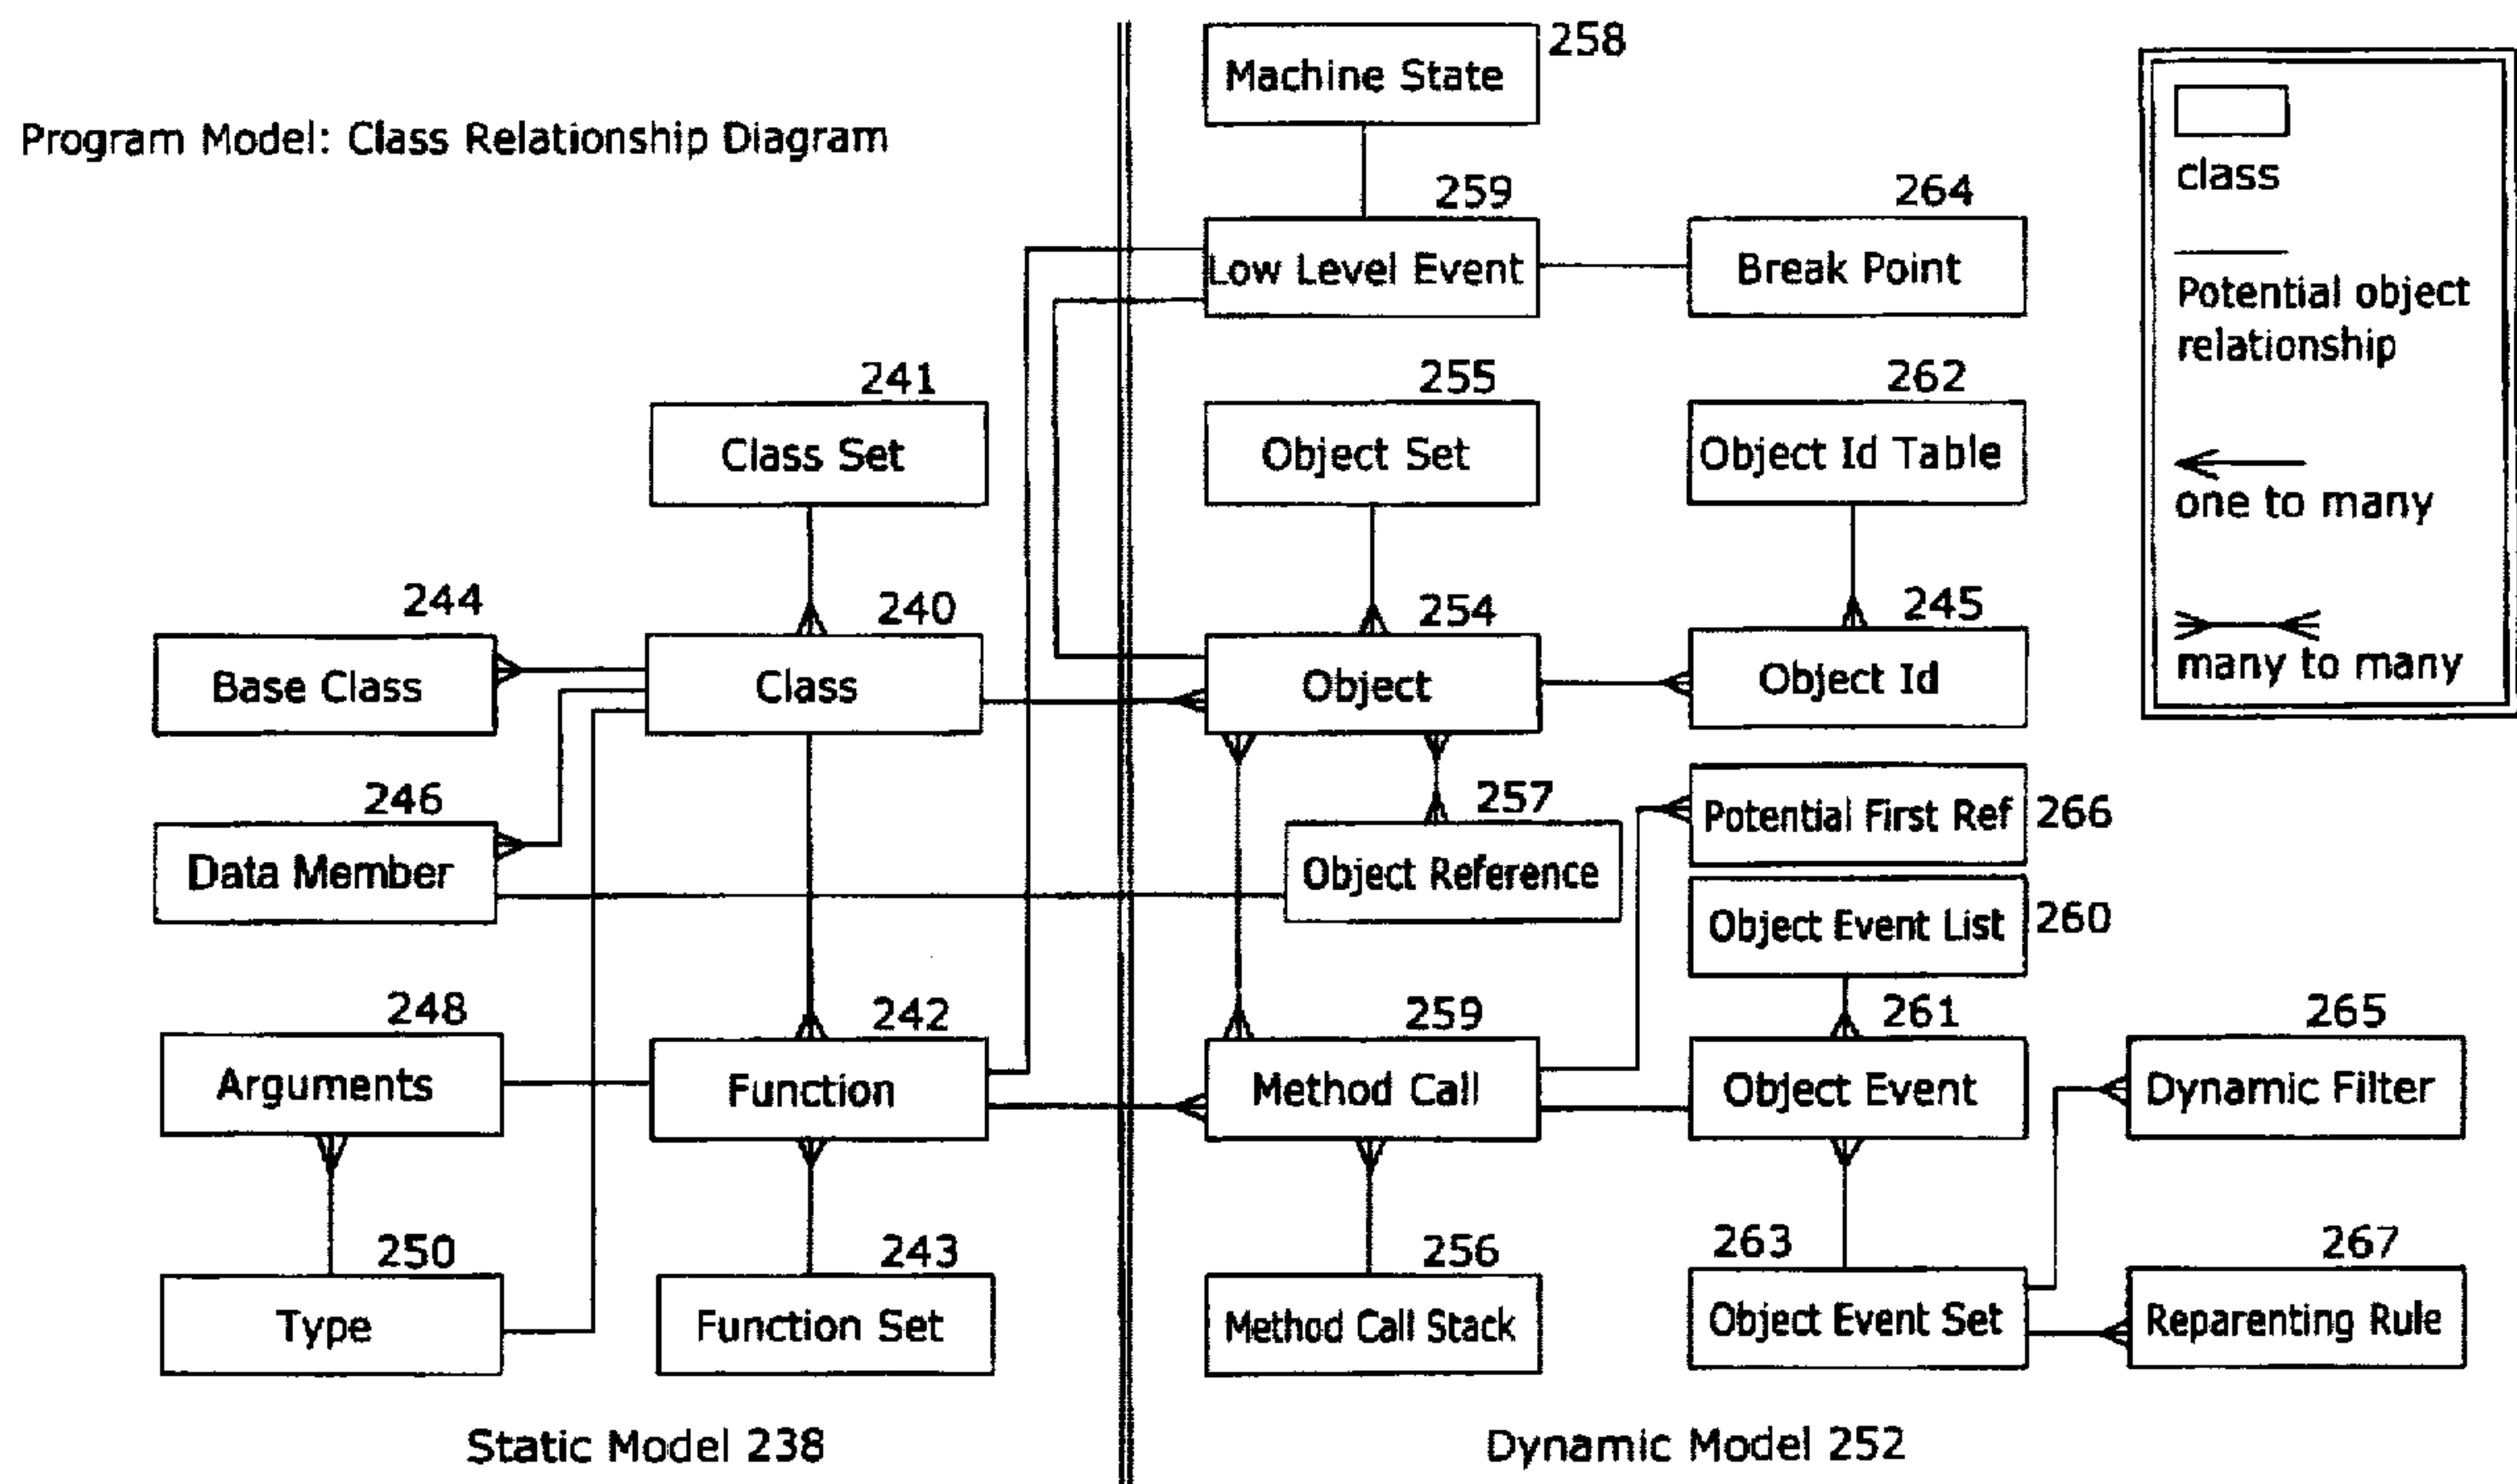 Program Model: Class Relationship Diagram
Machine State
258
259
Low Level Event
264
Break Point
241
Class Set
255
Object Set
262
Object Id Table
244
Base Class
240
Class
254
Object
245
Object Id
246
Data Member
257
Object Reference
Potential First Ref
266
Object Event List
260
248
Arguments
242
Function
259
Method Call
261
Object Event
265
Dynamic Filter
250
Type
243
Function Set
256
Method Call Stack
263
Object Event Set
267
Reparenting Rule
Static Model 238
Dynamic Model 252
class
Potential object
relationship
one to many
many to many